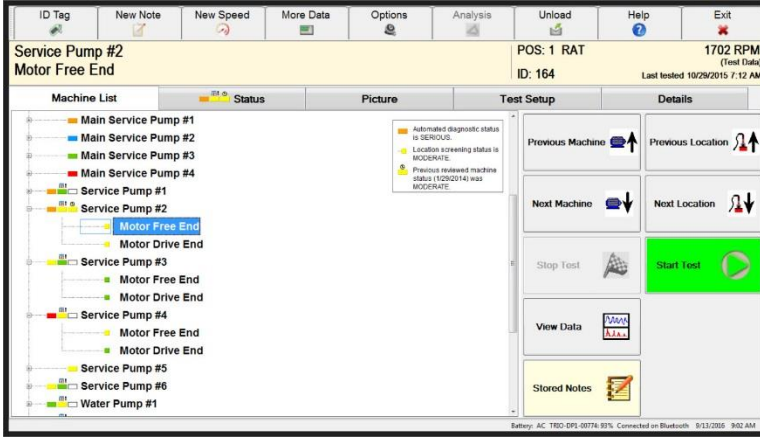 ID Tag
New Note
New Speed
More Data
Options
Analysis
Unload
Help
Exit
Service Pump #2
Motor Free End
POS: 1 RAT
ID: 164
1702 RPM
(Test Data)
Last tested 10/29/2015 7:12 AM
Machine List
Status
Picture
Test Setup
Details
Main Service Pump #1
Main Service Pump #2
Main Service Pump #3
Main Service Pump #4
Service Pump #1
Service Pump #2
Motor Free End
Motor Drive End
Service Pump #3
Motor Free End
Motor Drive End
Service Pump #4
Motor Free End
Motor Drive End
Service Pump #5
Service Pump #6
Water Pump #1
Automated diagnostic status
is SERIOUS.
Location screening status is
MODERATE.
Previous reviewed machine
status (1/29/2014) was
MODERATE.
Previous Machine
Previous Location
Next Machine
Next Location
Stop Test
Start Test
View Data
Stored Notes
Battery: AC TRIO-DP1-00774: 93% Connected on Bluetooth 9/13/2016 9:02 AM